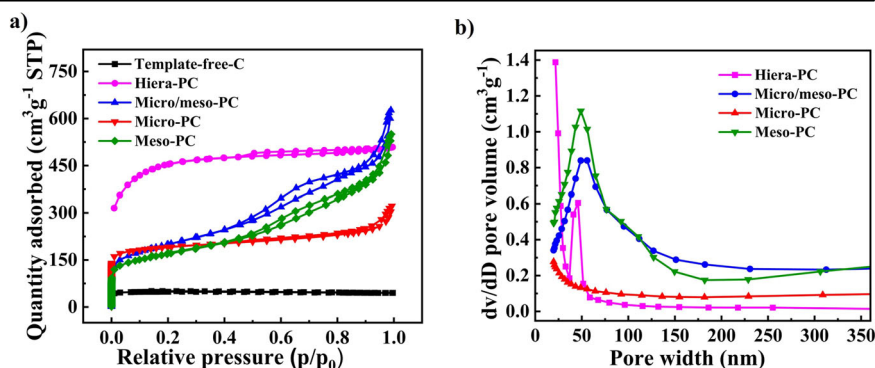 a)
Quantity adsorbed (cm³g⁻¹ STP)
750
600
450
300
150
0
Template-free-C
Hiera-PC
Micro/meso-PC
Micro-PC
Meso-PC
0.0 0.2 0.4 0.6 0.8 1.0
Relative pressure (p/p₀)
b)
dv/dD pore volume (cm³g⁻¹)
1.4
1.2
1.0
0.8
0.6
0.4
0.2
0.0
Hiera-PC
Micro/meso-PC
Micro-PC
Meso-PC
0 50 100 150 200 250 300 350
Pore width (nm)